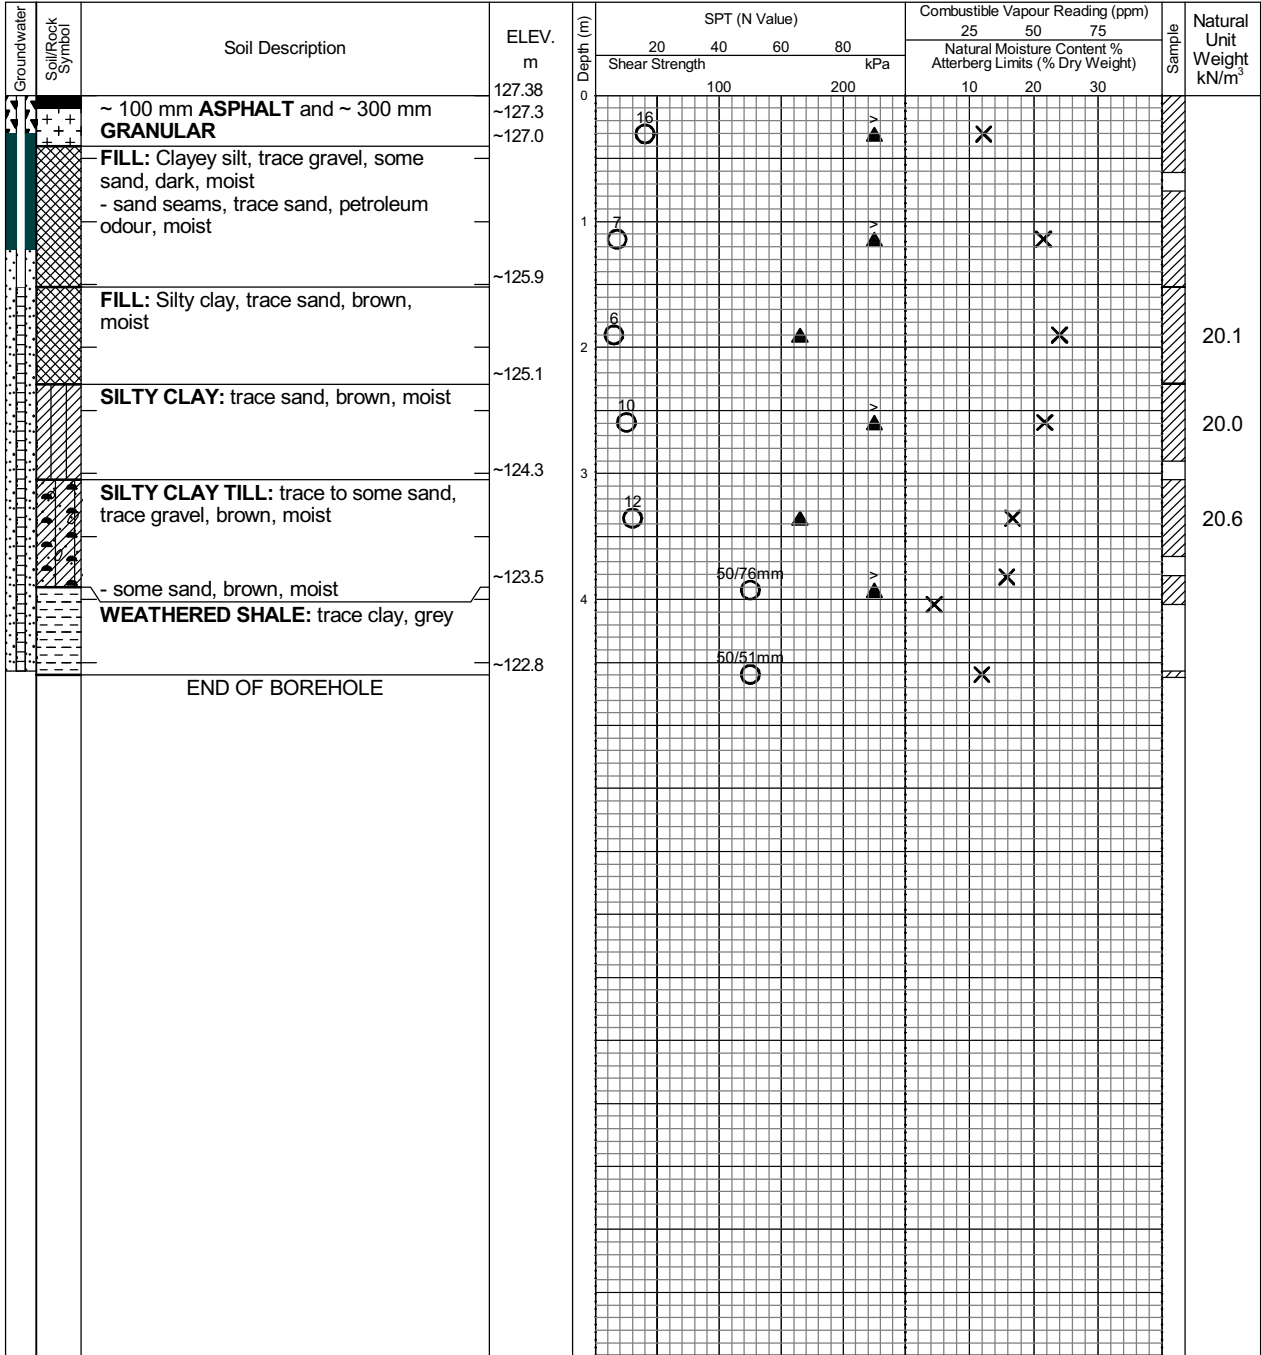 Groundwater
Soil/Rock
Symbol
Soil Description
ELEV.
m
127.38
Depth (m)
SPT (N Value)
20 40 60 80
Shear Strength kPa
100 200
Combustible Vapour Reading (ppm)
25 50 75
Natural Moisture Content %
Atterberg Limits (% Dry Weight)
10 20 30
Sample
Natural
Unit
Weight
kN/m3
0
~ 100 mm ASPHALT and ~ 300 mm
GRANULAR
~127.3
~127.0
16
>
FILL: Clayey silt, trace gravel, some
sand, dark, moist
- sand seams, trace sand, petroleum
odour, moist
1
7
>
~125.9
FILL: Silty clay, trace sand, brown,
moist
6
2
20.1
~125.1
SILTY CLAY: trace sand, brown, moist
10
>
20.0
~124.3
3
SILTY CLAY TILL: trace to some sand,
trace gravel, brown, moist
12
20.6
~123.5
- some sand, brown, moist
50/76mm
>
4
WEATHERED SHALE: trace clay, grey
50/51mm
~122.8
END OF BOREHOLE